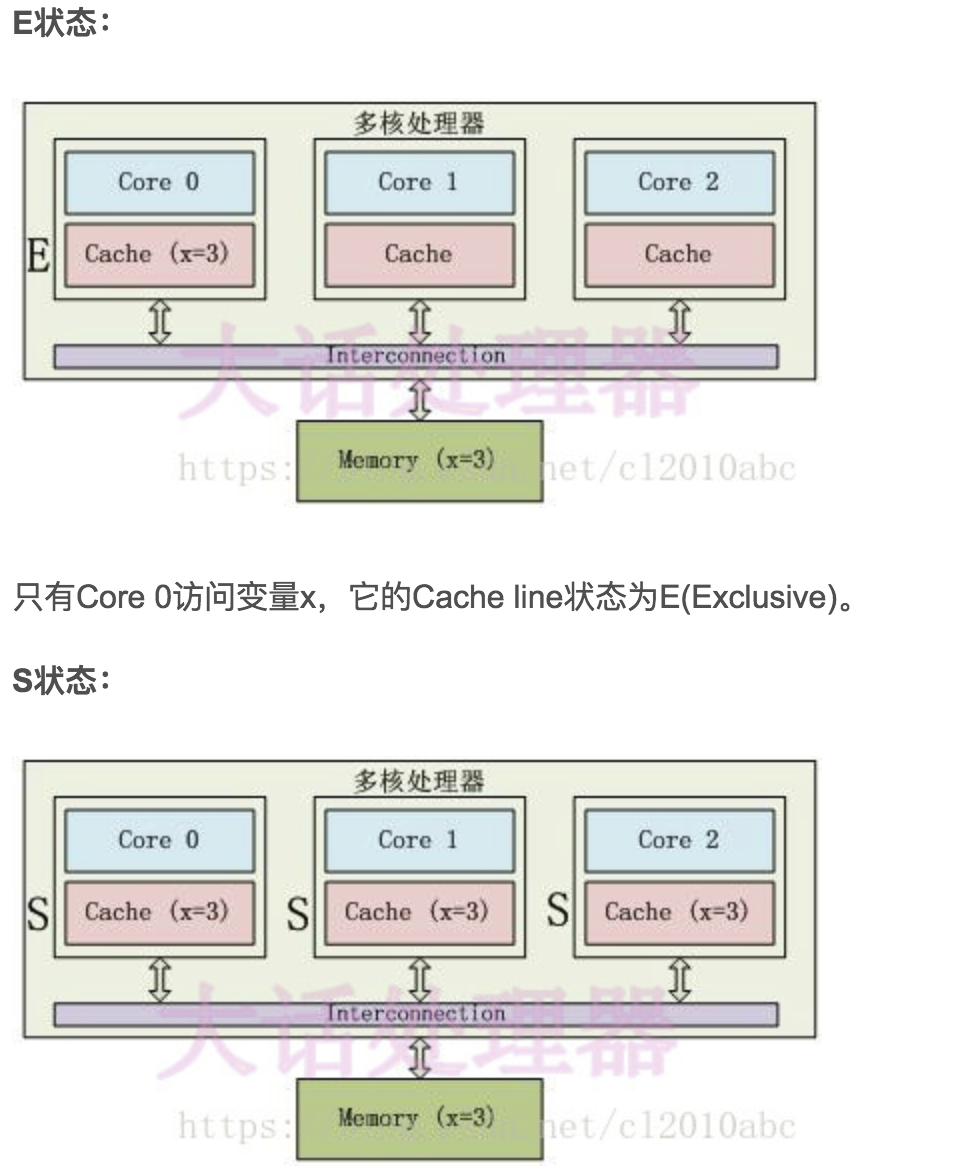 E状态：
多核处理器
Core 0
Core 1
Core 2
E
Cache (x=3)
Cache
Cache
Interconnection
大话处理器
Memory (x=3)
https: net/cl2010abc
只有Core 0访问变量x，它的Cache line状态为E(Exclusive)。
S状态：
多核处理器
Core 0
Core 1
Core 2
S
Cache (x=3)
S
Cache (x=3)
S
Cache (x=3)
Interconnection
大话处理器
Memory (x=3)
https: net/cl2010abc